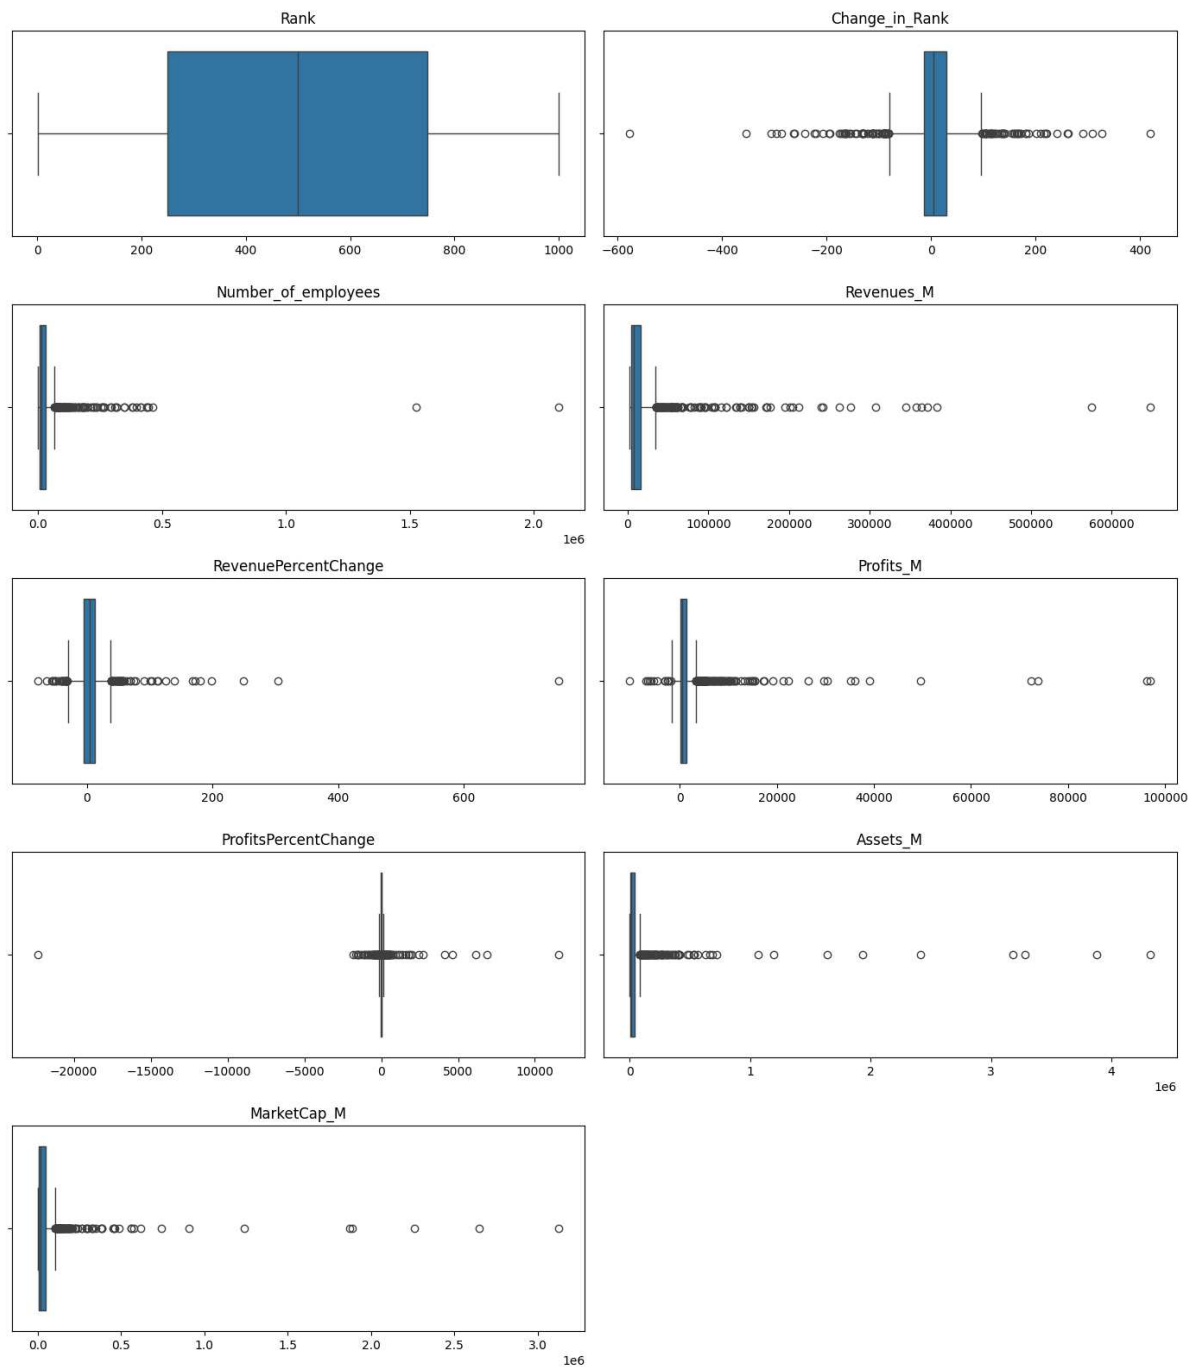 Rank
0 200 400 600 800 1000
Change_in_Rank
−600 −400 −200 0 200 400
Number_of_employees
0.0 0.5 1.0 1.5 2.0
1e6
Revenues_M
0 100000 200000 300000 400000 500000 600000
RevenuePercentChange
0 200 400 600
Profits_M
0 20000 40000 60000 80000 100000
ProfitsPercentChange
−20000 −15000 −10000 −5000 0 5000 10000
Assets_M
0 1 2 3 4
1e6
MarketCap_M
0.0 0.5 1.0 1.5 2.0 2.5 3.0
1e6